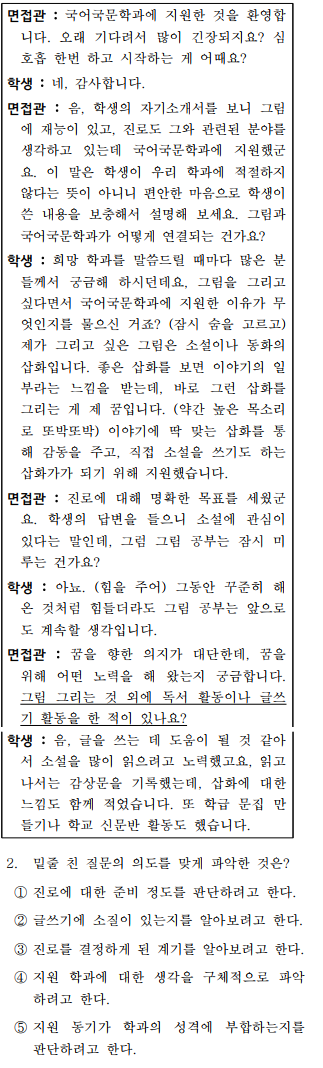 면접관 : 국어국문학과에 지원한 것을 환영합
니다. 오래 기다려서 많이 긴장되지요? 심
호흡 한번 하고 시작하는 게 어때요?
학생 : 네, 감사합니다.
면접관 : 음, 학생의 자기소개서를 보니 그림
에 재능이 있고, 진로도 그와 관련된 분야를
생각하고 있는데 국어국문학과에 지원했군
요. 이 말은 학생이 우리 학과에 적절하지
않다는 뜻이 아니니 편안한 마음으로 학생이
쓴 내용을 보충해서 설명해 보세요. 그림과
국어국문학과가 어떻게 연결되는 건가요?
학생 : 희망 학과를 말씀드릴 때마다 많은 분
들께서 궁금해 하시던데요, 그림을 그리고
싶다면서 국어국문학과에 지원한 이유가 무
엇인지를 물으신 거죠? (잠시 숨을 고르고)
제가 그리고 싶은 그림은 소설이나 동화의
삽화입니다. 좋은 삽화를 보면 이야기의 일
부라는 느낌을 받는데, 바로 그런 삽화를
그리는 게 제 꿈입니다. (약간 높은 목소리
로 또박또박) 이야기에 딱 맞는 삽화를 통
해 감동을 주고, 직접 소설을 쓰기도 하는
삽화가가 되기 위해 지원했습니다.
면접관 : 진로에 대해 명확한 목표를 세웠군
요. 학생의 답변을 들으니 소설에 관심이
있다는 말인데, 그럼 그림 공부는 잠시 미
루는 건가요?
학생 : 아뇨. (힘을 주어) 그동안 꾸준히 해
온 것처럼 힘들더라도 그림 공부는 앞으로
도 계속할 생각입니다.
면접관 : 꿈을 향한 의지가 대단한데, 꿈을
위해 어떤 노력을 해 왔는지 궁금합니다.
그림 그리는 것 외에 독서 활동이나 글쓰
기 활동을 한 적이 있나요?
학생 : 음, 글을 쓰는 데 도움이 될 것 같아
서 소설을 많이 읽으려고 노력했고요, 읽고
나서는 감상문을 기록했는데, 삽화에 대한
느낌도 함께 적었습니다. 또 학급 문집 만
들기나 학교 신문반 활동도 했습니다.
2. 밑줄 친 질문의 의도를 맞게 파악한 것은?
① 진로에 대한 준비 정도를 판단하려고 한다.
② 글쓰기에 소질이 있는지를 알아보려고 한다.
③ 진로를 결정하게 된 계기를 알아보려고 한다.
④ 지원 학과에 대한 생각을 구체적으로 파악
하려고 한다.
⑤ 지원 동기가 학과의 성격에 부합하는지를
판단하려고 한다.